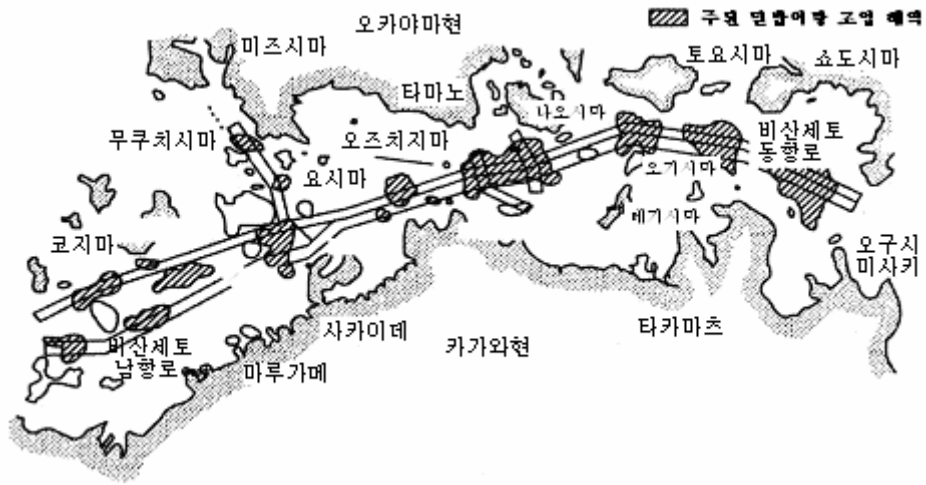 오카야마현
주된 밀밥어망 조업 해역
미즈시마
토요시마
쇼도시마
타마노
나오시마
무쿠치시마
오즈치지마
비산세토
동항로
요시마
오기시마
메기시마
코지마
오구시
미사키
사카이데
타카마츠
카가와현
비산세토
남항로
마루가메